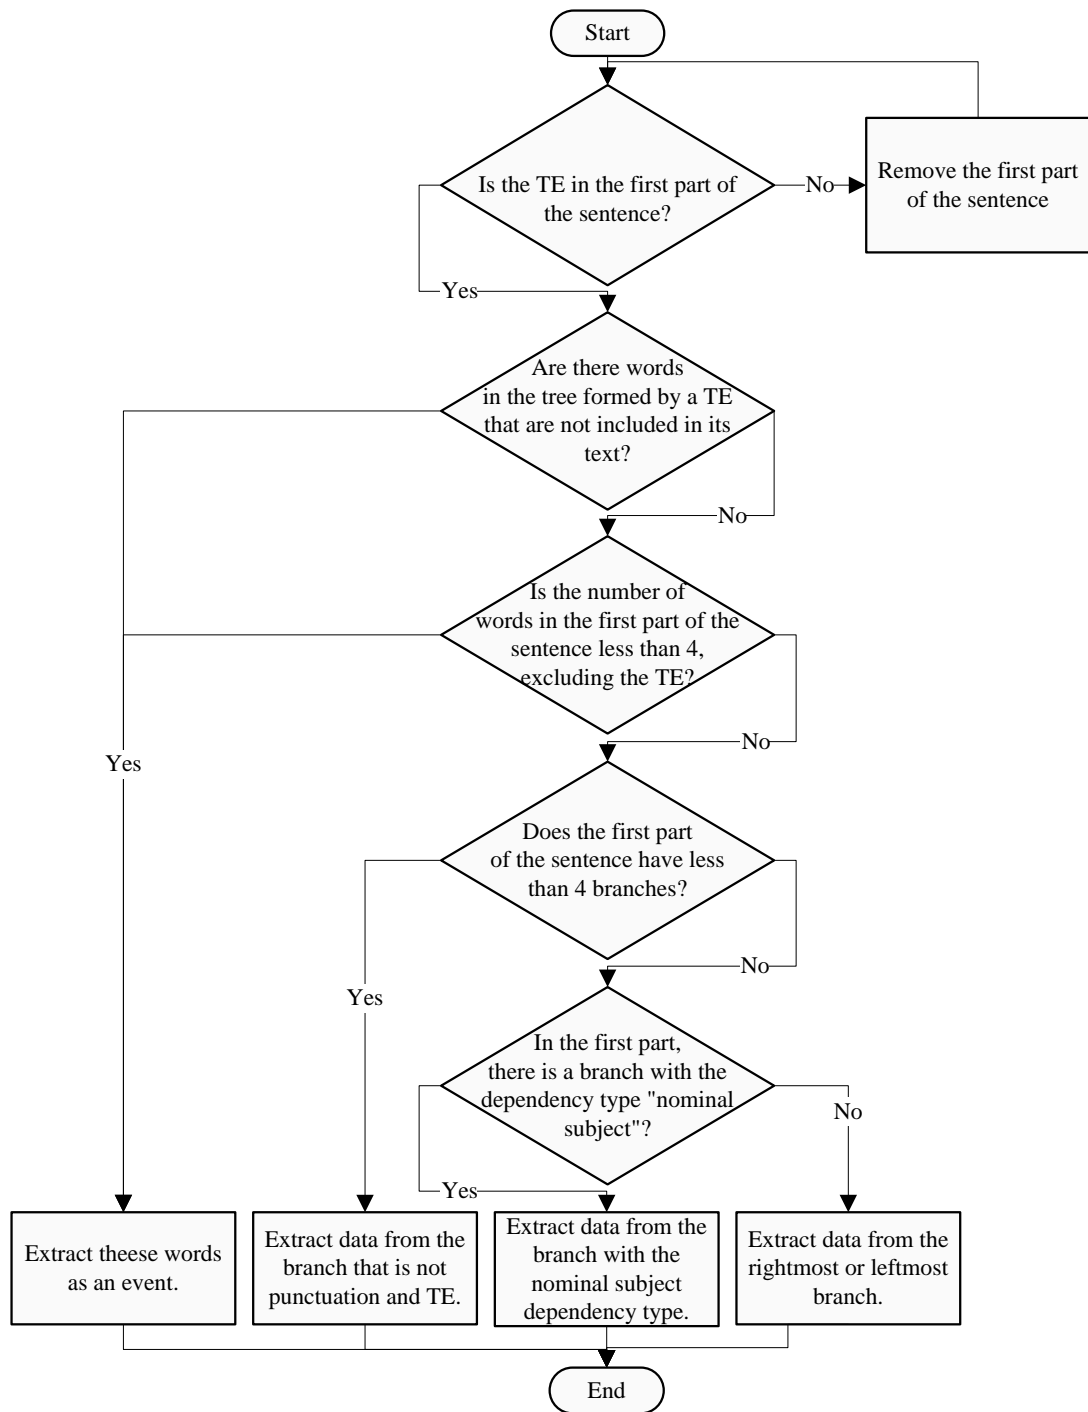 Start
Is the TE in the first part of
the sentence?
No
Remove the first part
of the sentence
Yes
Are there words
in the tree formed by a TE
that are not included in its
text?
No
Is the number of
words in the first part of the
sentence less than 4,
excluding the TE?
No
Yes
Does the first part
of the sentence have less
than 4 branches?
No
Yes
In the first part,
there is a branch with the
dependency type "nominal
subject"?
No
Yes
Extract theese words
as an event.
Extract data from the
branch that is not
punctuation and TE.
Extract data from the
branch with the
nominal subject
dependency type.
Extract data from the
rightmost or leftmost
branch.
End